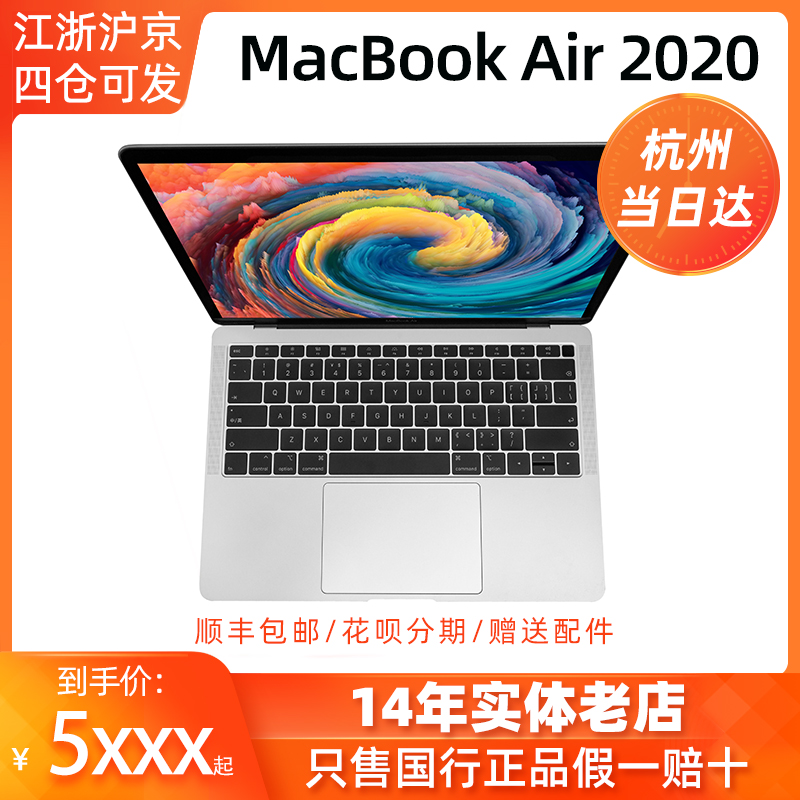 江浙沪京
四仓可发
MacBook Air 2020
杭州
当日达
顺丰包邮/花呗分期/赠送配件
到手价:
¥ 5xxx起
14年实体老店
只售国行正品假一赔十